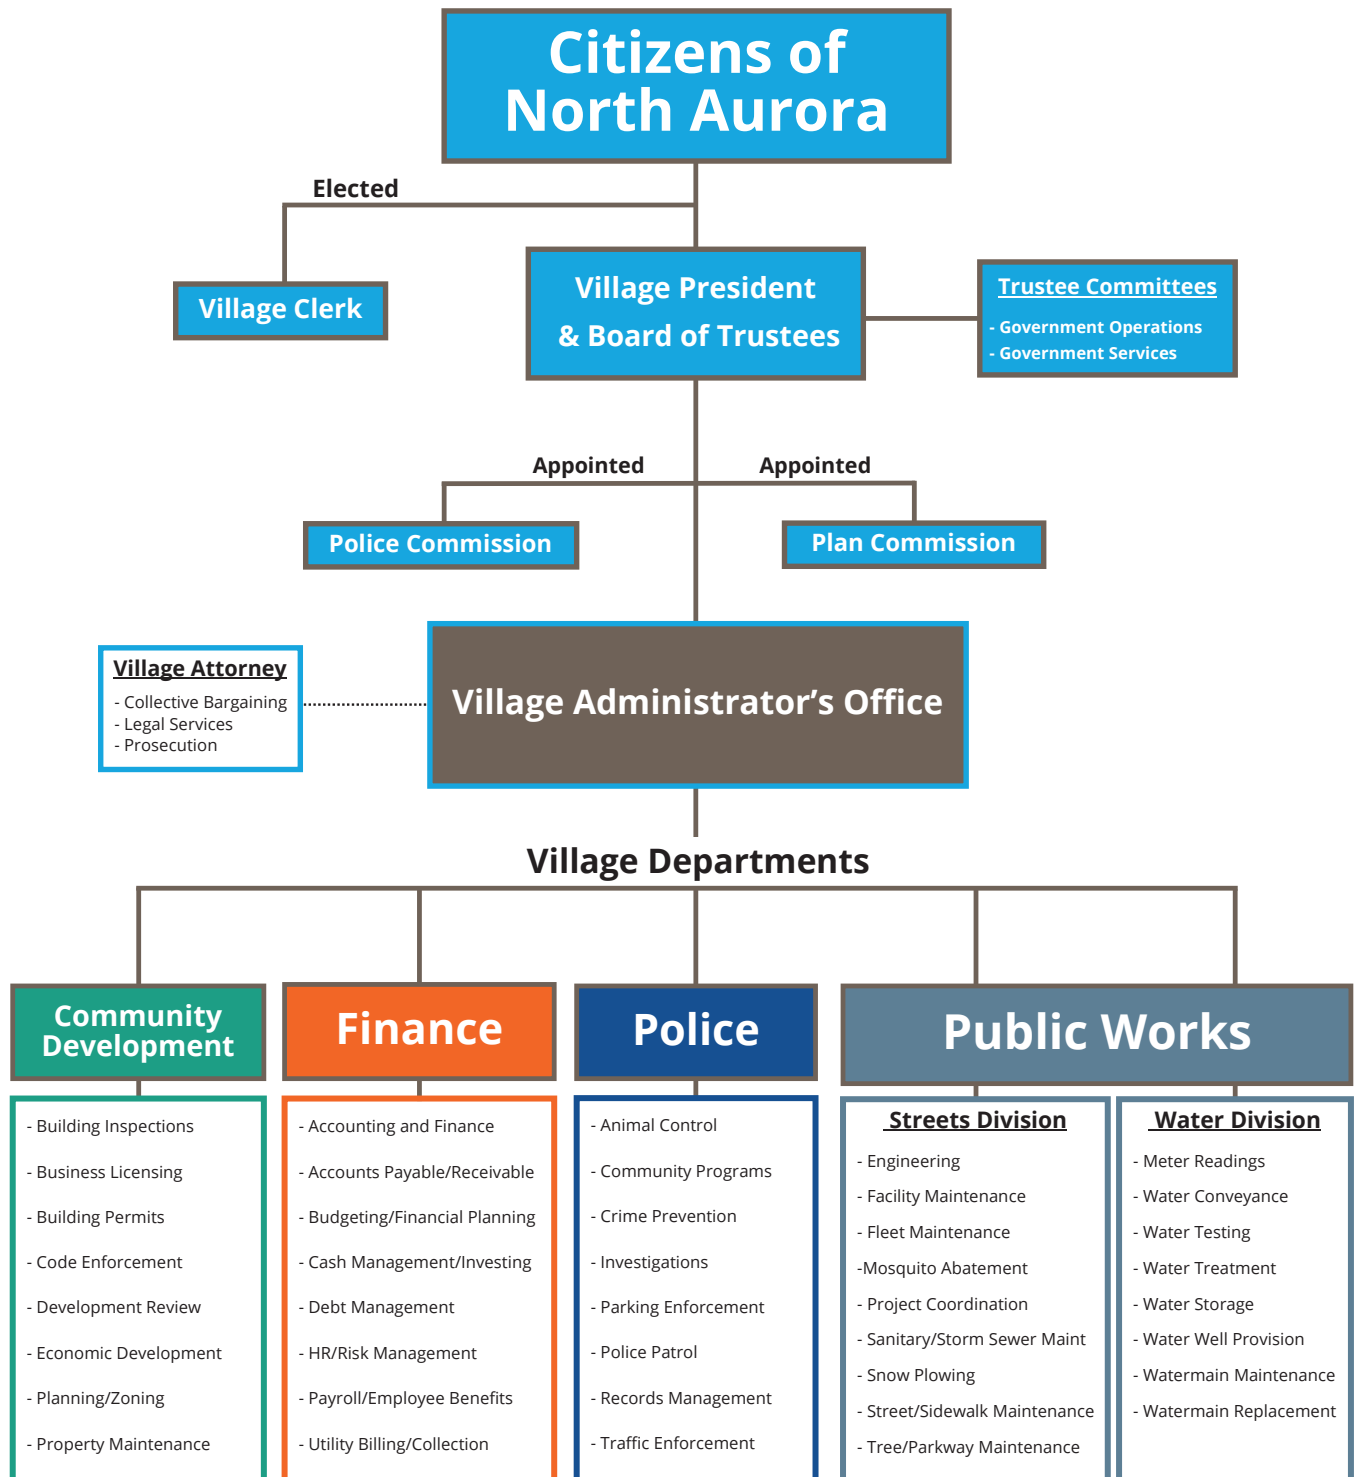 Citizens of
North Aurora
Elected
Village Clerk
Village President
& Board of Trustees
Trustee Committees
- Government Operations
- Government Services
Appointed
Appointed
Police Commission
Plan Commission
Village Attorney
- Collective Bargaining
- Legal Services
- Prosecution
Village Administrator’s Office
Village Departments
Community
Development
- Building Inspections
- Business Licensing
- Building Permits
- Code Enforcement
- Development Review
- Economic Development
- Planning/Zoning
- Property Maintenance
Finance
- Accounting and Finance
- Accounts Payable/Receivable
- Budgeting/Financial Planning
- Cash Management/Investing
- Debt Management
- HR/Risk Management
- Payroll/Employee Benefits
- Utility Billing/Collection
Police
- Animal Control
- Community Programs
- Crime Prevention
- Investigations
- Parking Enforcement
- Police Patrol
- Records Management
- Traffic Enforcement
Public Works
Streets Division
- Engineering
- Facility Maintenance
- Fleet Maintenance
-Mosquito Abatement
- Project Coordination
- Sanitary/Storm Sewer Maint
- Snow Plowing
- Street/Sidewalk Maintenance
- Tree/Parkway Maintenance
Water Division
- Meter Readings
- Water Conveyance
- Water Testing
- Water Treatment
- Water Storage
- Water Well Provision
- Watermain Maintenance
- Watermain Replacement